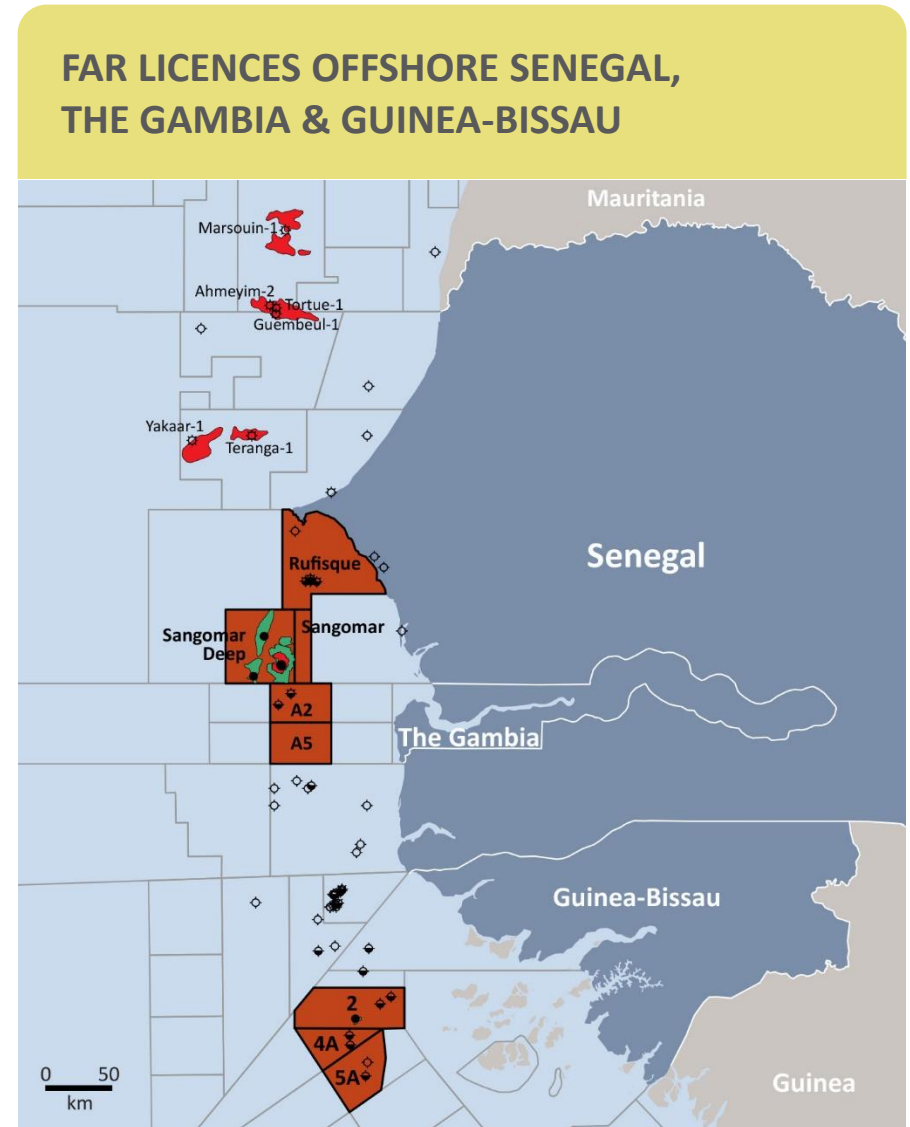 FAR LICENCES OFFSHORE SENEGAL,
THE GAMBIA & GUINEA-BISSAU
Mauritania
Marsouin-1
Ahmeyim-2
Tortue-1
Guembeul-1
Yakaar-1
Teranga-1
Senegal
Rufisque
Sangomar
Sangomar
Deep
A2
A5
The Gambia
Guinea-Bissau
2
4A
5A
0 50
km
Guinea